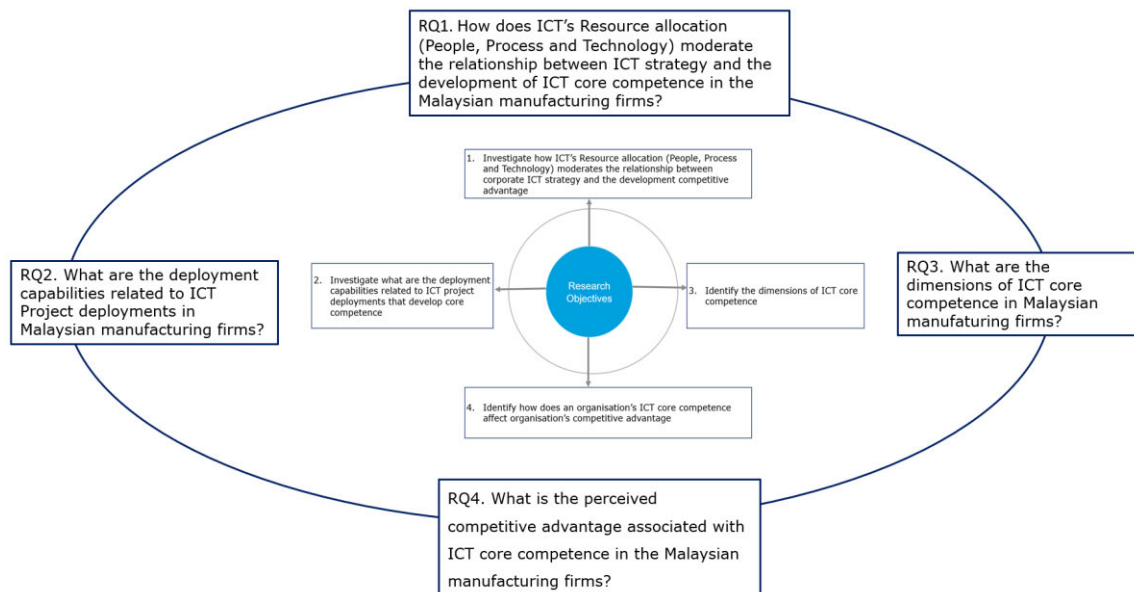 RQ1. How does ICT's Resource allocation
(People, Process and Technology) moderate
the relationship between ICT strategy and the
development of ICT core competence in the
Malaysian manufacturing firms?
1. Investigate how ICT's Resource allocation (People, Process
and Technology) moderates the relationship between
corporate ICT strategy and the development competitive
advantage
RQ2. What are the deployment
capabilities related to ICT
Project deployments in
Malaysian manufacturing firms?
2. Investigate what are the deployment
capabilities related to ICT project
deployments that develop core
competence
Research
Objectives
3. Identify the dimensions of ICT core
competence
RQ3. What are the
dimensions of ICT core
competence in Malaysian
manufaturing firms?
4. Identify how does an organisation's ICT core competence
affect organisation's competitive advantage
RQ4. What is the perceived
competitive advantage associated with
ICT core competence in the Malaysian
manufacturing firms?